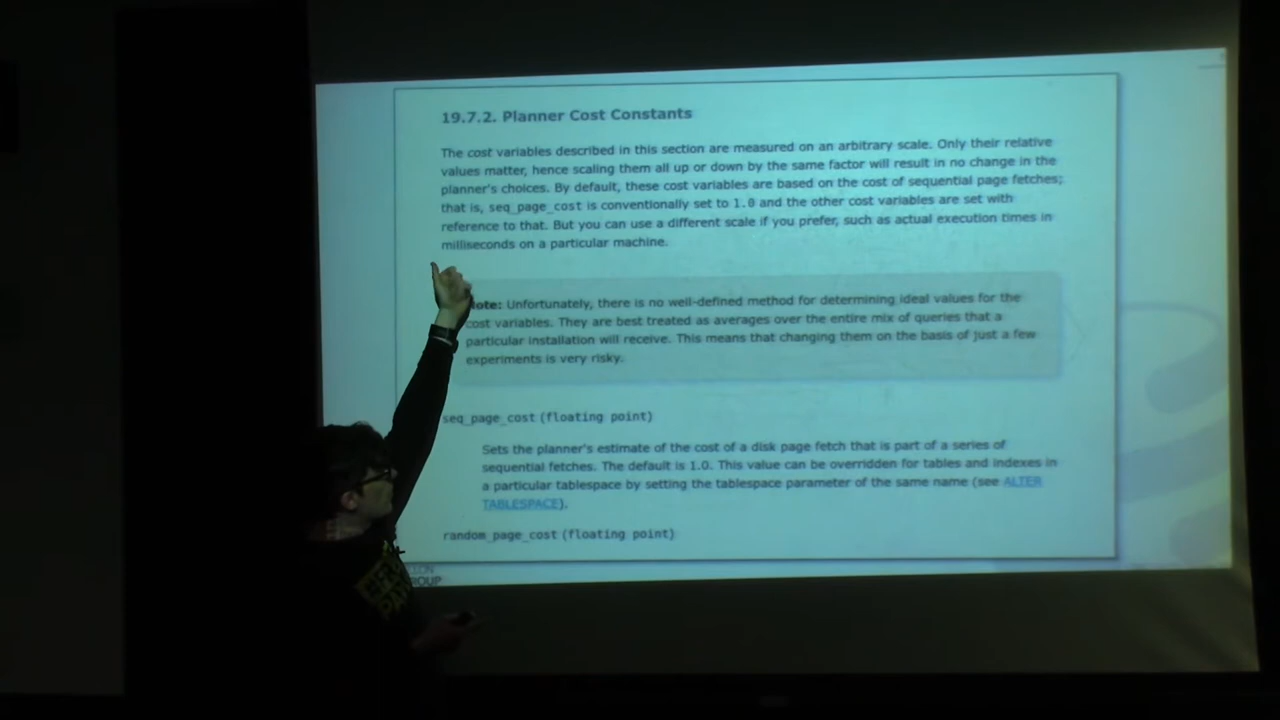 19.7.2. Planner Cost Constants
The cost variables described in this section are measured on an arbitrary scale. Only their relative
values matter, hence scaling them all up or down by the same factor will result in no change in the
planner's choices. By default, these cost variables are based on the cost of sequential page fetches;
that is, seq_page_cost is conventionally set to 1.0 and the other cost variables are set with
reference to that. But you can use a different scale if you prefer, such as actual execution times in
milliseconds on a particular machine.
Note: Unfortunately, there is no well-defined method for determining ideal values for the
cost variables. They are best treated as averages over the entire mix of queries that a
particular installation will receive. This means that changing them on the basis of just a few
experiments is very risky.
seq_page_cost (floating point)
Sets the planner's estimate of the cost of a disk page fetch that is part of a series of
sequential fetches. The default is 1.0. This value can be overridden for tables and indexes in
a particular tablespace by setting the tablespace parameter of the same name (see ALTER
TABLESPACE).
random_page_cost (floating point)